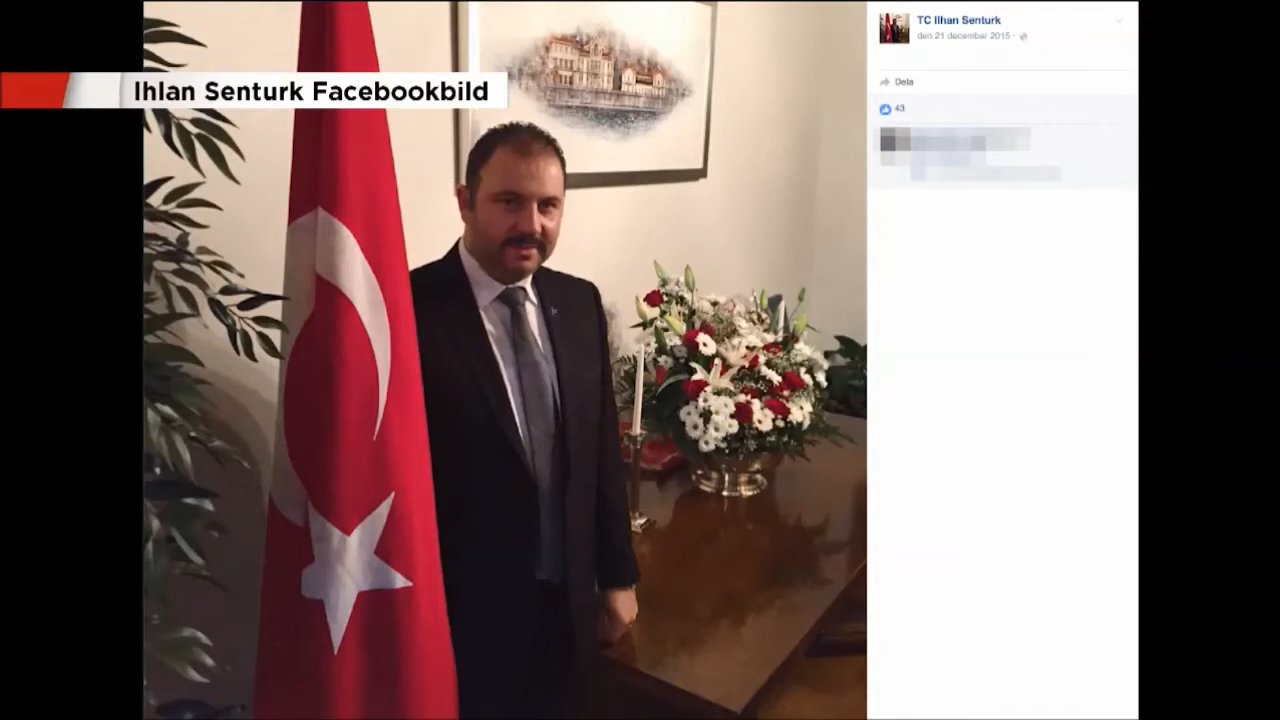 Ihlan Senturk Facebookbild
TC Ilhan Senturk
den 21 december 2015 ·
Dela
43